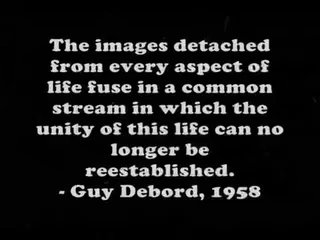 The images detached
from every aspect of
life fuse in a common
stream in which the
unity of this life can no
longer be
reestablished.
- Guy Debord, 1958